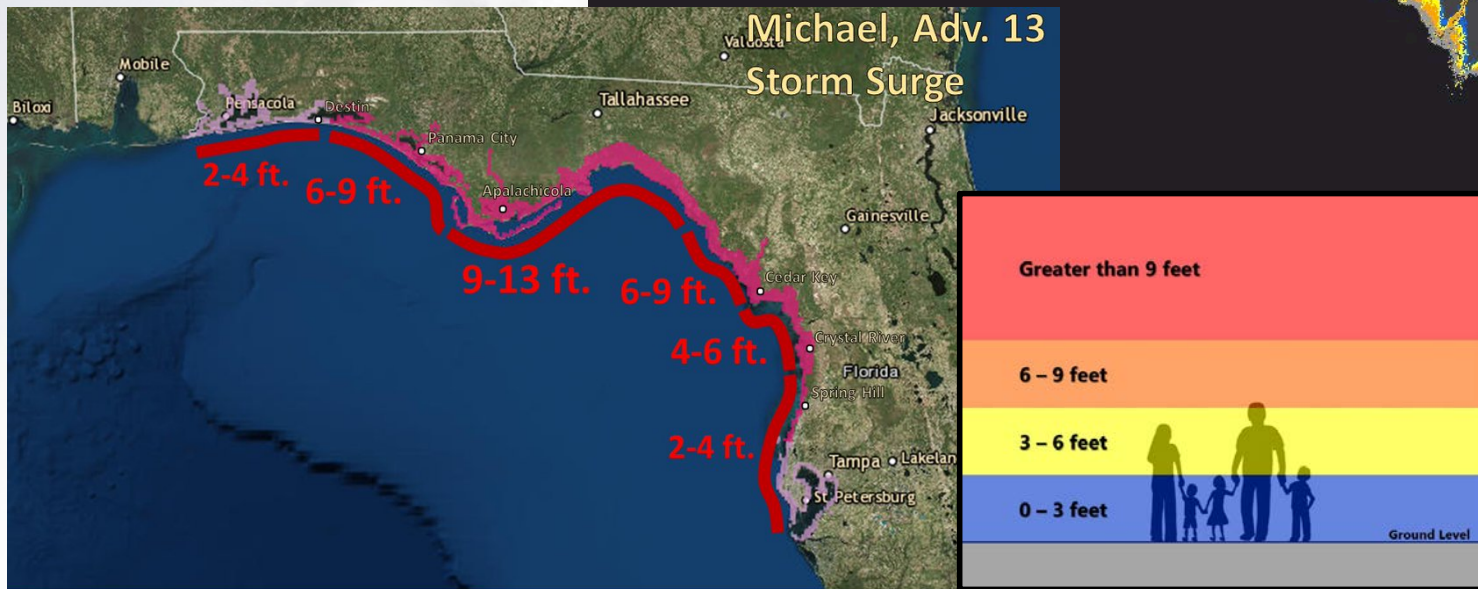 Michael, Adv. 13
Storm Surge
Mobile
Biloxi
Pensacola
Destin
Panama City
Apalachicola
Tallahassee
Valdosta
Jacksonville
Gainesville
Cedar Key
Crystal River
Florida
Spring Hill
Tampa
Lakelan
St Petersburg
2-4 ft.
6-9 ft.
9-13 ft.
6-9 ft.
4-6 ft.
2-4 ft.
Greater than 9 feet
6 – 9 feet
3 – 6 feet
0 – 3 feet
Ground Level